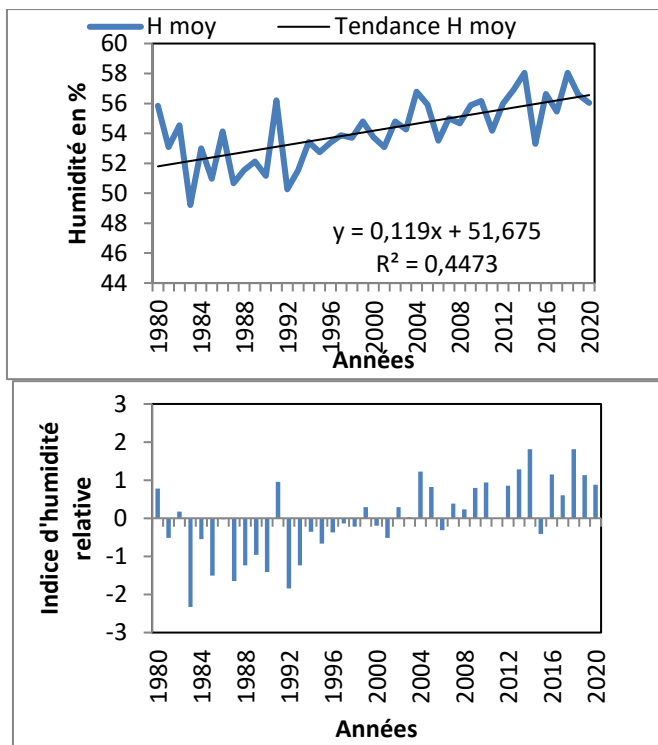 H moy Tendance H moy
60
58
56
54
52
50
48
46
44
Humidité en %
y = 0,119x + 51,675
R² = 0,4473
1980 1984 1988 1992 1996 2000 2004 2008 2012 2016 2020
Années
3
2
1
0
-1
-2
-3
Indice d'humidité
relative
1980 1984 1988 1992 1996 2000 2004 2008 2012 2016 2020
Années